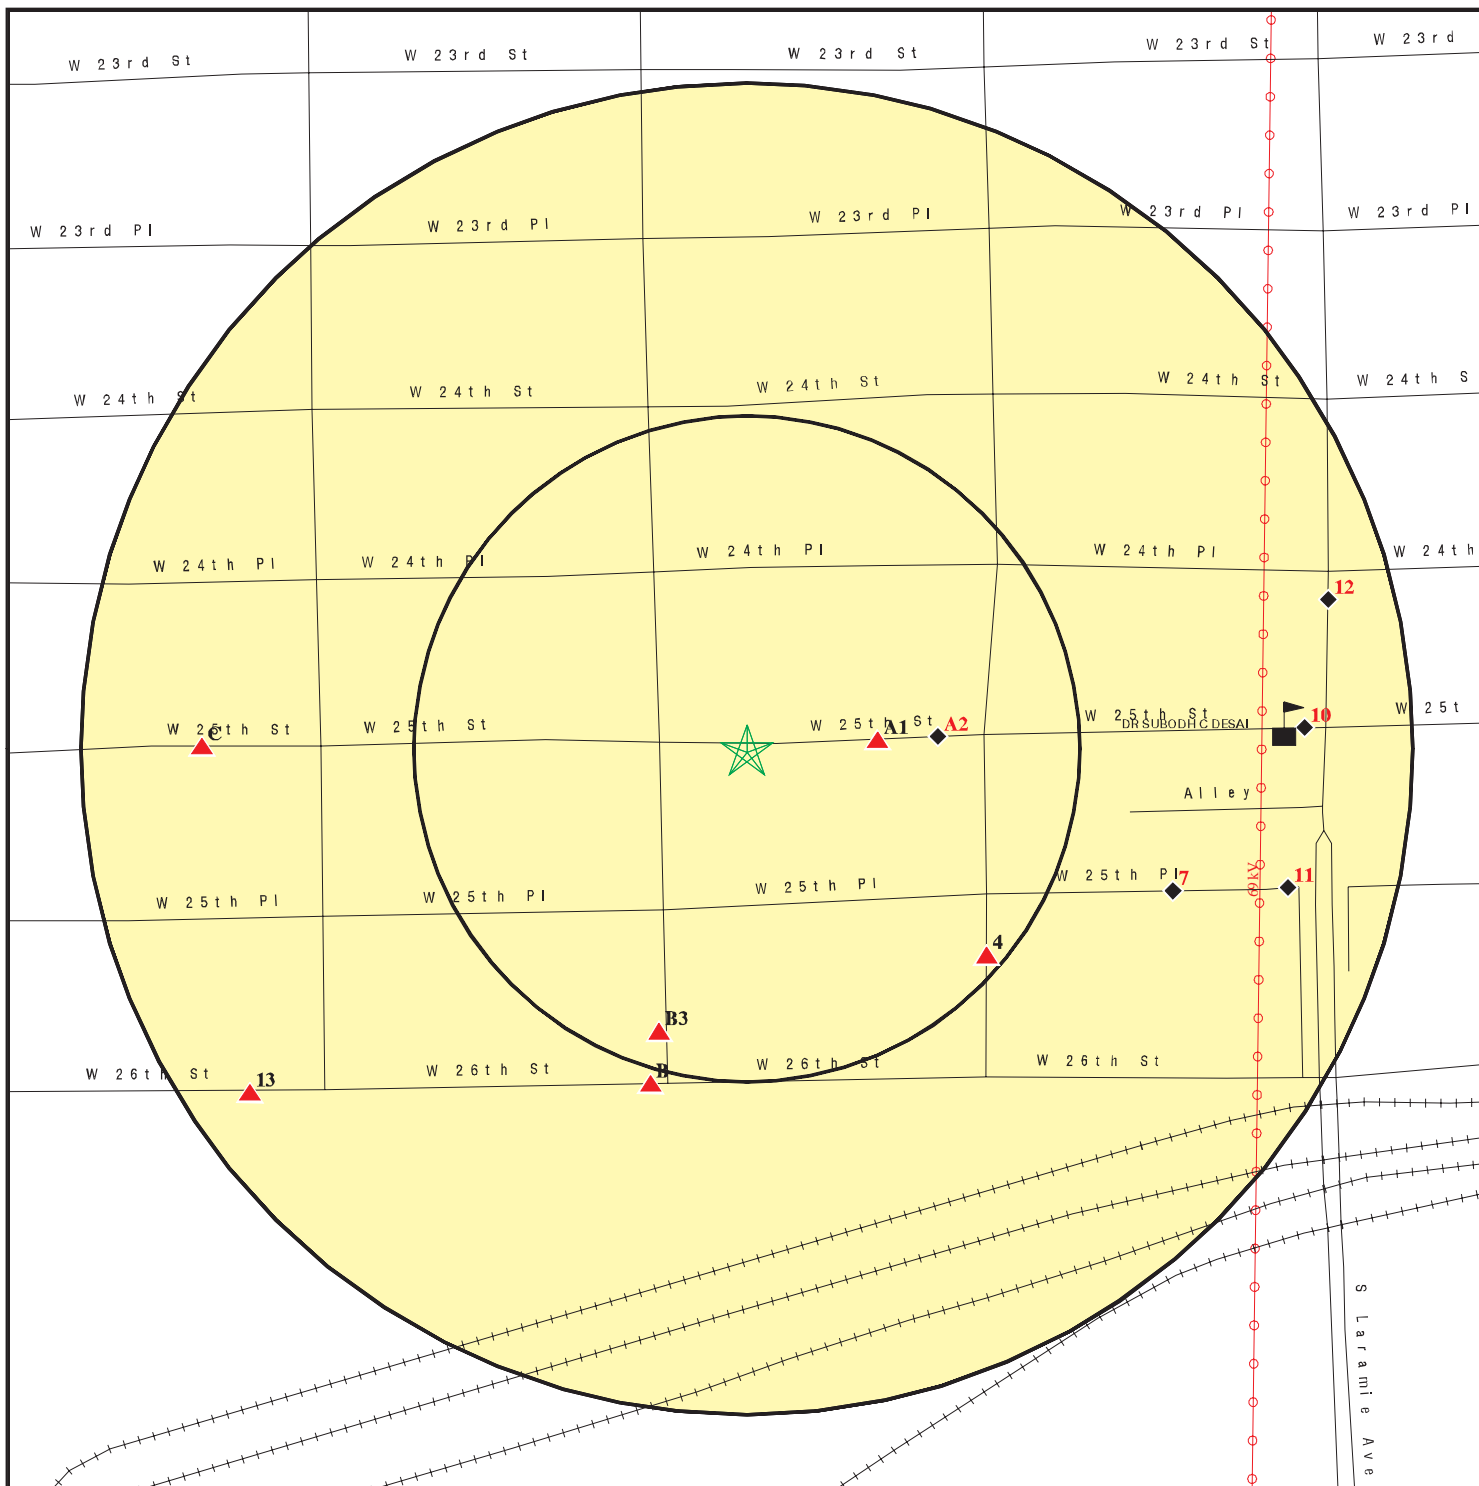 W 23rd St
W 23rd St
W 23rd St
W 23rd St
W 23rd
W 23rd Pl
W 23rd Pl
W 23rd Pl
W 23rd Pl
W 23rd Pl
W 24th St
W 24th St
W 24th St
W 24th St
W 24th S
W 24th Pl
W 24th Pl
W 24th Pl
W 24th Pl
W 24th
12
W 25th St
C
W 25th St
W 25th St
A1
A2
W 25th St
DR SUBODH C DESAI
10
W 25t
Alley
69kV
W 25th Pl
W 25th Pl
W 25th Pl
W 25th Pl
7
11
4
B3
W 26th St
13
W 26th St
B
W 26th St
W 26th St
S Laramie Ave